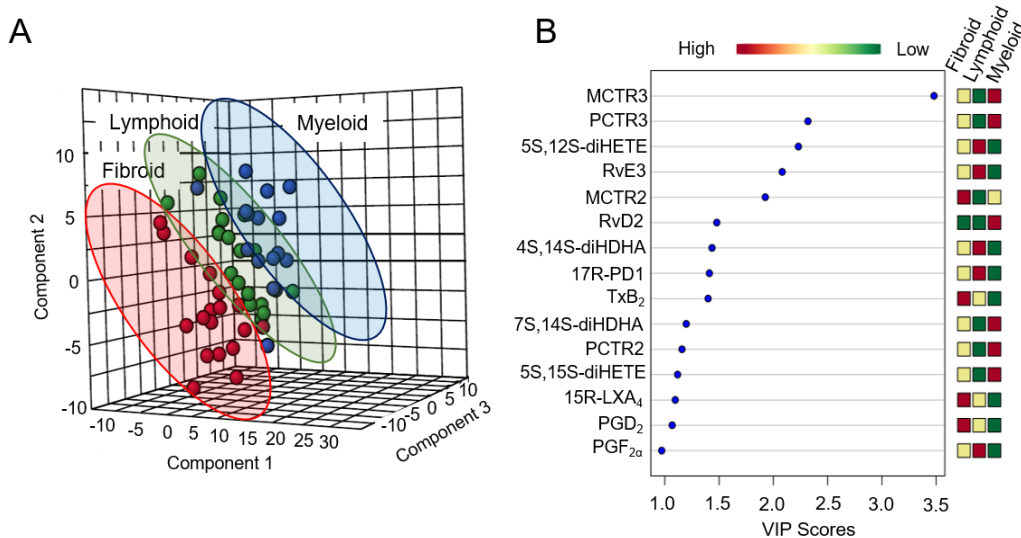 A
B
High
Low
Fibroid
Lymphoid
Myeloid
Lymphoid
Myeloid
Fibroid
10
5
0
-5
-10
Component 2
-10
-5
0
5
10
15
25
30
Component 1
-10
-5
0
5
10
Component 3
MCTR3
PCTR3
5S,12S-diHETE
RvE3
MCTR2
RvD2
4S,14S-diHDHA
17R-PD1
TxB₂
7S,14S-diHDHA
PCTR2
5S,15S-diHETE
15R-LXA₄
PGD₂
PGF₂α
1.0
1.5
2.0
2.5
3.0
3.5
VIP Scores